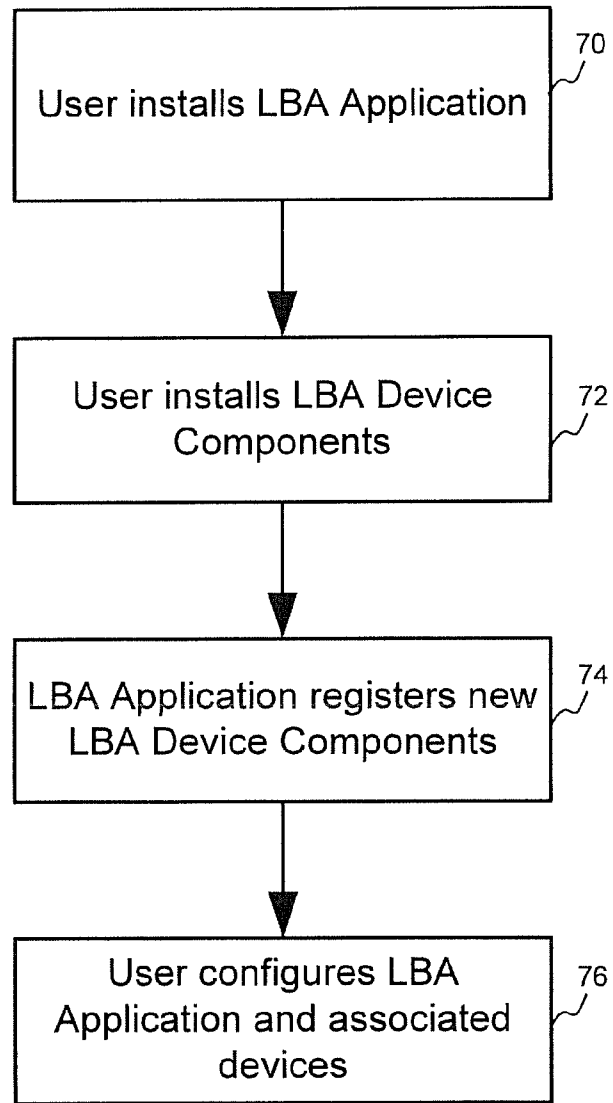 70
User installs LBA Application
72
User installs LBA Device
Components
74
LBA Application registers new
LBA Device Components
76
User configures LBA
Application and associated
devices